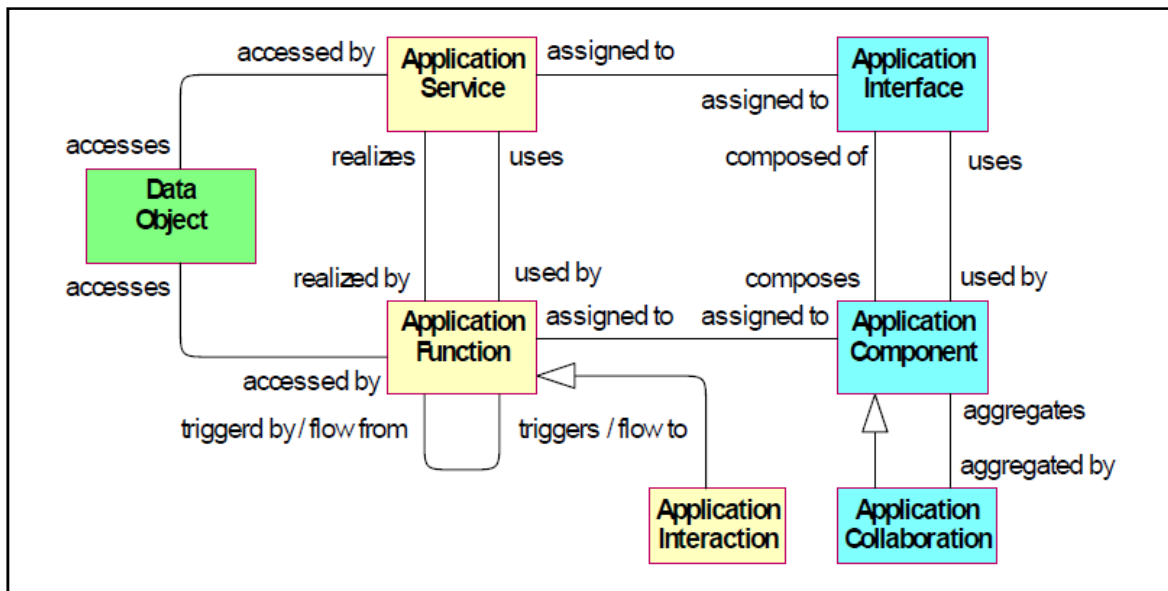 accessed by
Application
Service
assigned to
Application
Interface
assigned to
accesses
realizes
uses
composed of
uses
Data
Object
accesses
realized by
used by
composes
used by
Application
Function
assigned to
assigned to
Application
Component
accessed by
triggerd by / flow from
triggers / flow to
aggregates
aggregated by
Application
Interaction
Application
Collaboration